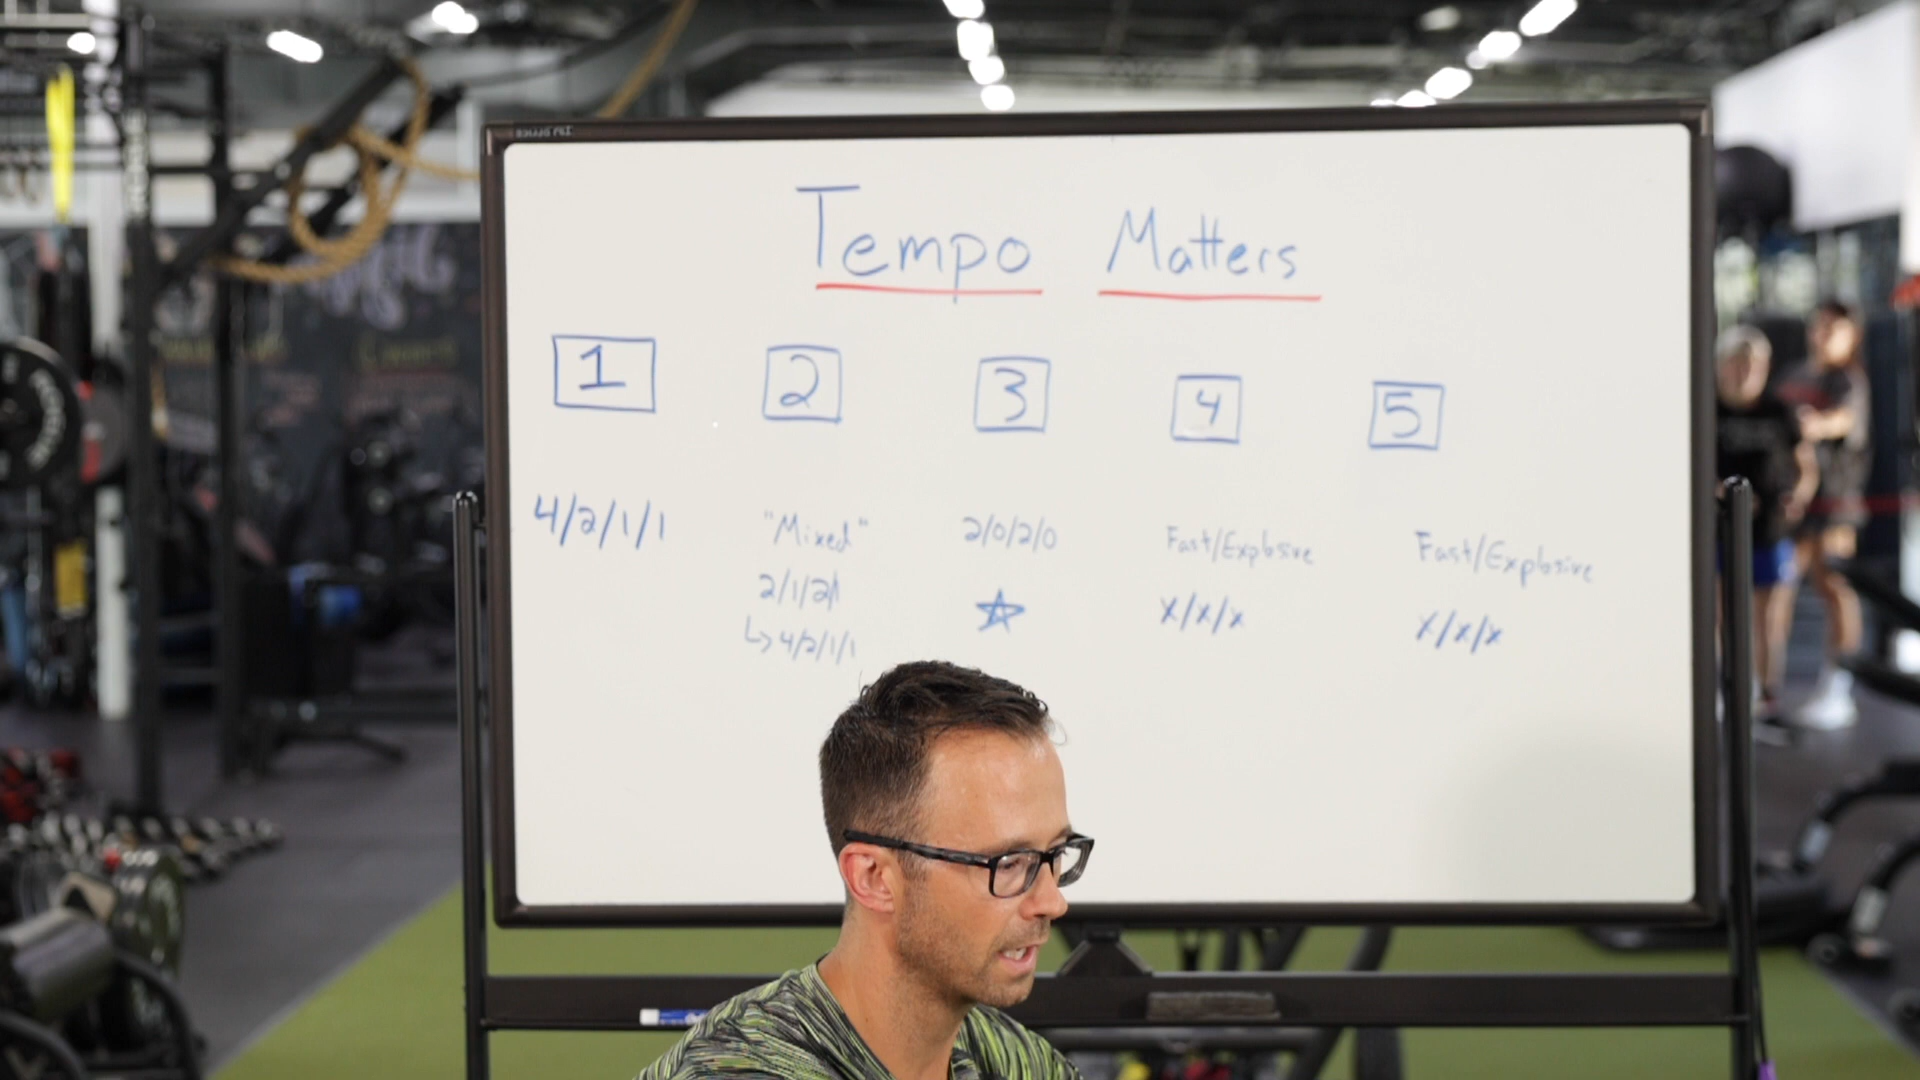 Tempo Matters
1 2 3 4 5
4/2/1/1 "Mixed" 2/0/2/0 Fast/Explosive Fast/Explosive
2/1/2/1 x/x/x x/x/x
↳4/2/1/1